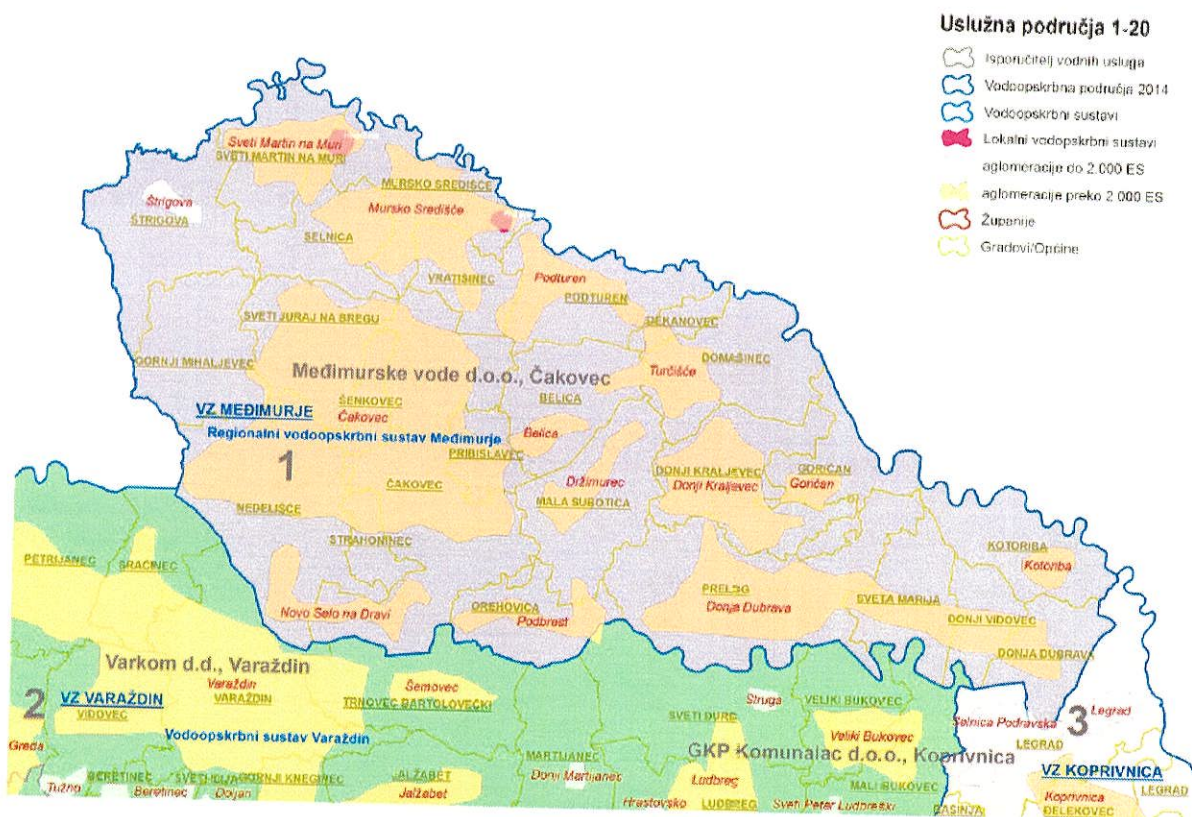 Uslužna područja 1-20
Isporučitelj vodnih usluga
Vodoopskrbna područja 2014
Vodoopskrbni sustavi
Lokalni vodopskrbni sustavi
aglomeracije do 2.000 ES
aglomeracije preko 2 000 ES
Županije
Gradovi/Općine
Sveti Martin na Muri
SVETI MARTIN NA MURI
MURSKO SREDIŠĆE
Štrigova
ŠTRIGOVA
Mursko Središće
SELNICA
VRATIŠINEC
Podturen
PODTUREN
SVETI JURAJ NA BREGU
DEKANOVEC
GORNJI MIHALJEVEC
DOMAŠINEC
Međimurske vode d.o.o., Čakovec
Turčišće
BELICA
ŠENKOVEC
VZ MEĐIMURJE
Čakovec
Regionalni vodoopskrbni sustav Međimurje
Belica
PRIBISLAVEC
1
DONJI KRALJEVEC
GORIČAN
ČAKOVEC
Držimurec
Donji Kraljevec
Goričan
MALA SUBOTICA
NEDELIŠĆE
STRAHONINEC
KOTORIBA
PETRIJANEC
SRAČINEC
Kotoriba
PRELOG
SVETA MARIJA
Novo Selo na Dravi
OREHOVICA
Donja Dubrava
Podbrest
DONJI VIDOVEC
DONJA DUBRAVA
Varkom d.d., Varaždin
Varaždin
Šemovec
2
VZ VARAŽDIN
VARAŽDIN
TRNOVEC BARTOLOVEČKI
Struga
VELIKI BUKOVEC
VIDOVEC
SVETI ĐURĐ
Selnica Podravska
3
Legrad
Vodoopskrbni sustav Varaždin
Veliki Bukovec
LEGRAD
Greda
MARTIJANEC
GKP Komunalac d.o.o., Koprivnica
BERETINEC
SVETI ILIJA
GORNJI KNEGINEC
JALŽABET
Donji Martijanec
Ludbreg
MALI BUKOVEC
VZ KOPRIVNICA
LEGRAD
Tužno
Beretinec
Doljan
Jalžabet
Hrastovsko
LUDBREG
Sveti Petar Ludbreški
RASINJA
Koprivnica
ĐELEKOVEC